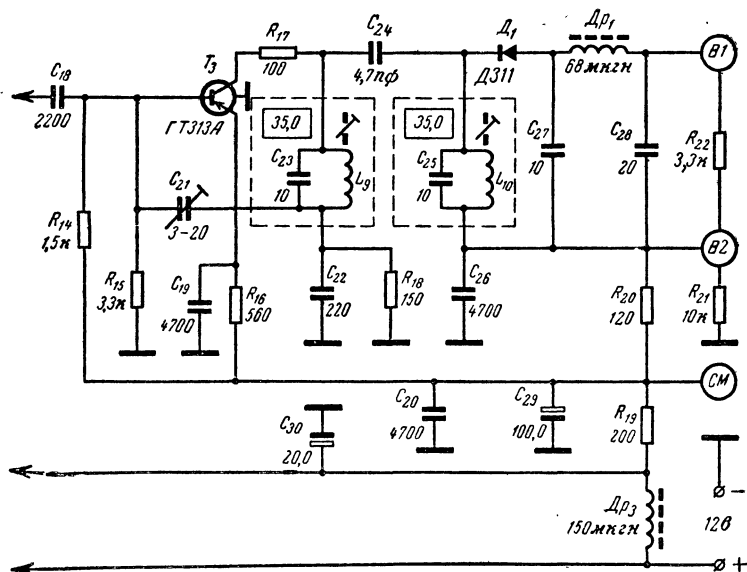 C18
2200
T3
ГТ313А
R17
100
C24
4,7пф
Д1
Д311
Др1
68мкгн
В1
35,0
C23
10
L9
35,0
C25
10
L10
C27
10
C28
20
R22
3,3к
В2
R14
1,5к
C21
3-20
R15
3,3к
C19
4700
R16
560
C22
220
R18
150
C26
4700
R20
120
R21
10к
СМ
C30
20,0
C20
4700
C29
100,0
R19
200
Др3
150мкгн
12в
-
+